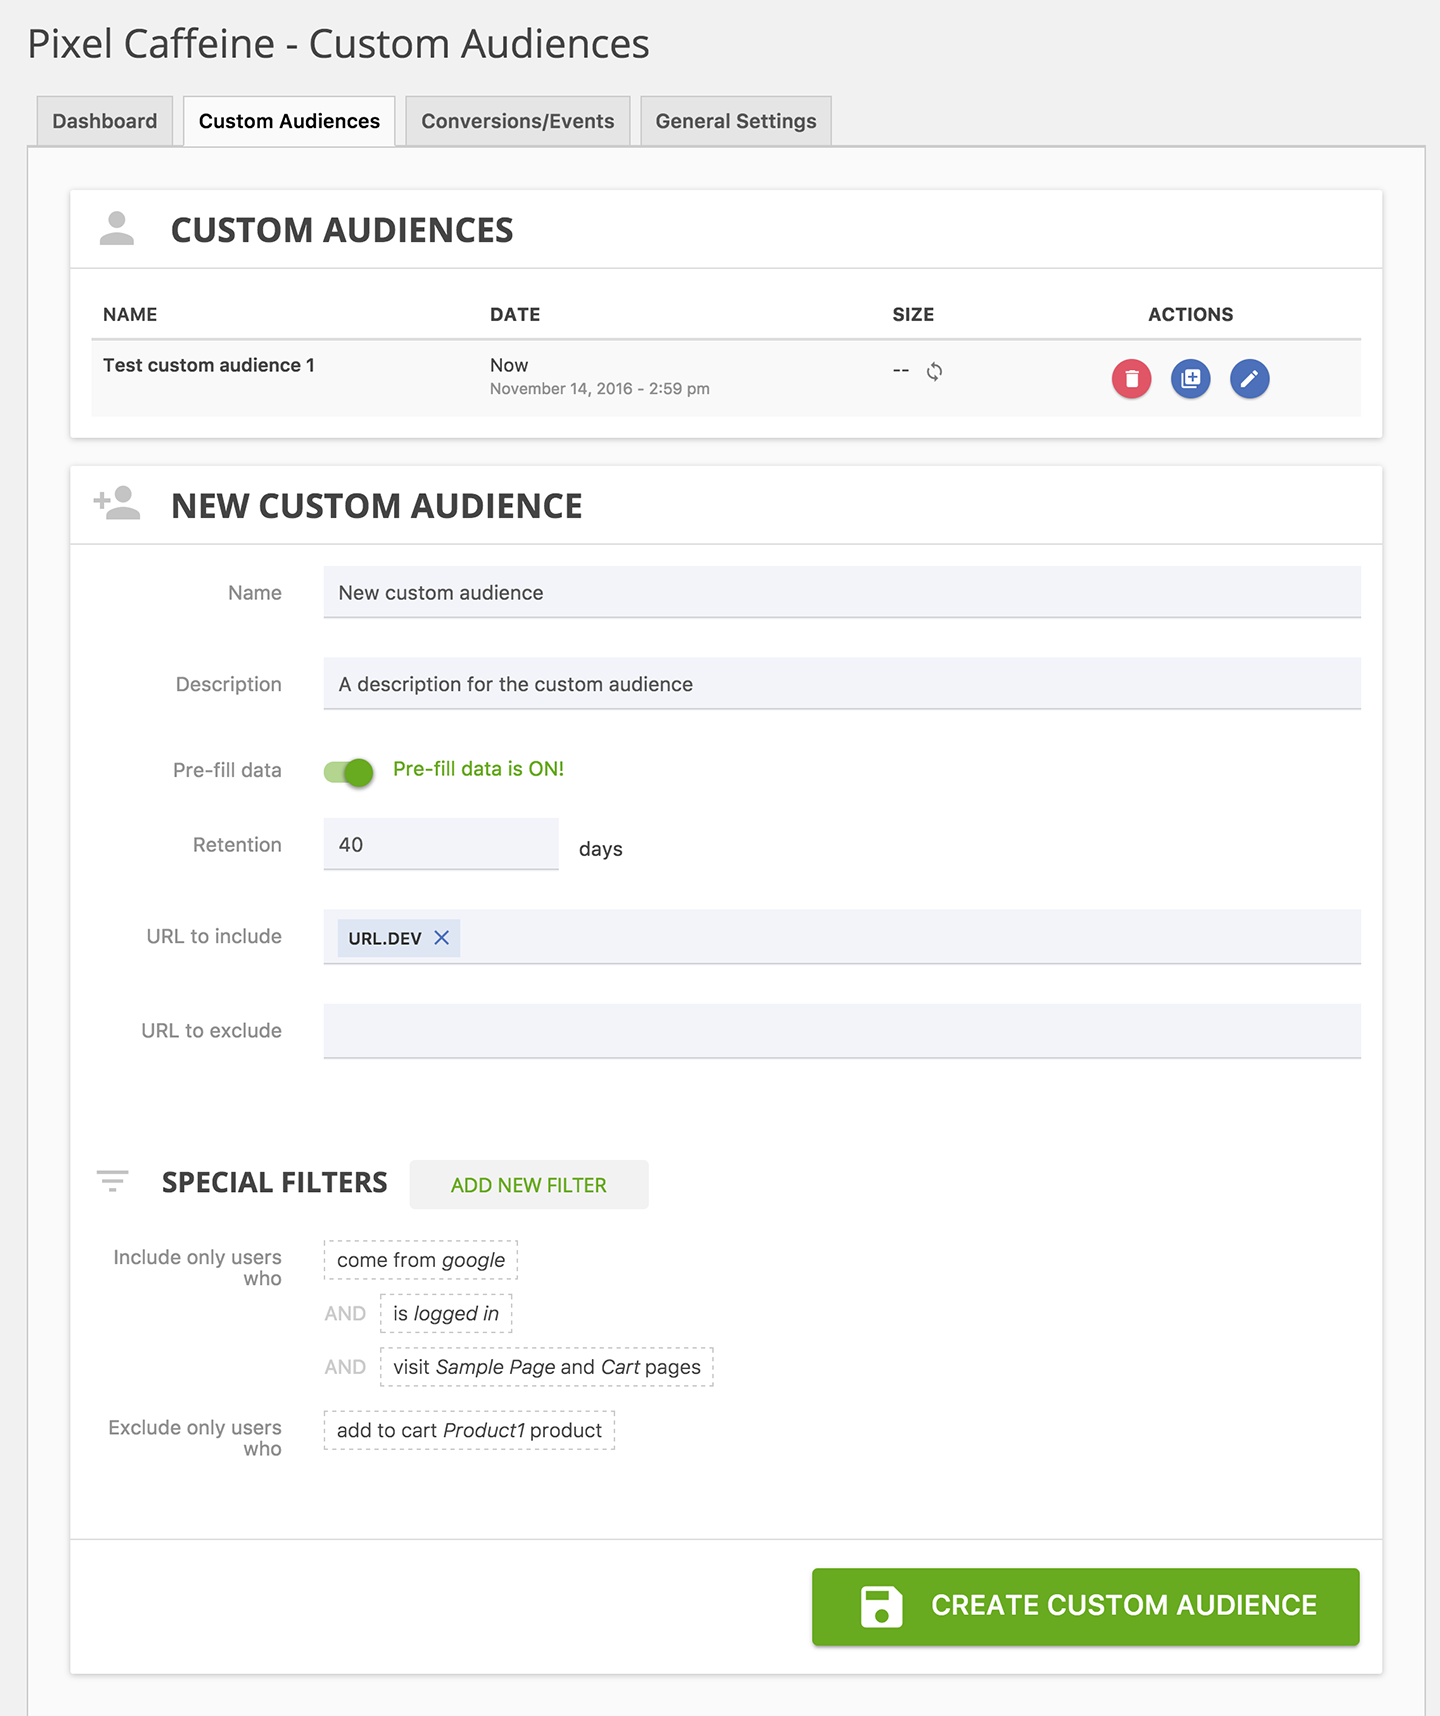 Pixel Caffeine - Custom Audiences
Dashboard
Custom Audiences
Conversions/Events
General Settings
CUSTOM AUDIENCES
NAME DATE SIZE ACTIONS
Test custom audience 1 Now --
November 14, 2016 - 2:59 pm
NEW CUSTOM AUDIENCE
Name New custom audience
Description A description for the custom audience
Pre-fill data Pre-fill data is ON!
Retention 40 days
URL to include URL.DEV
URL to exclude
SPECIAL FILTERS ADD NEW FILTER
Include only users who
come from google
AND is logged in
AND visit Sample Page and Cart pages
Exclude only users who
add to cart Product1 product
CREATE CUSTOM AUDIENCE